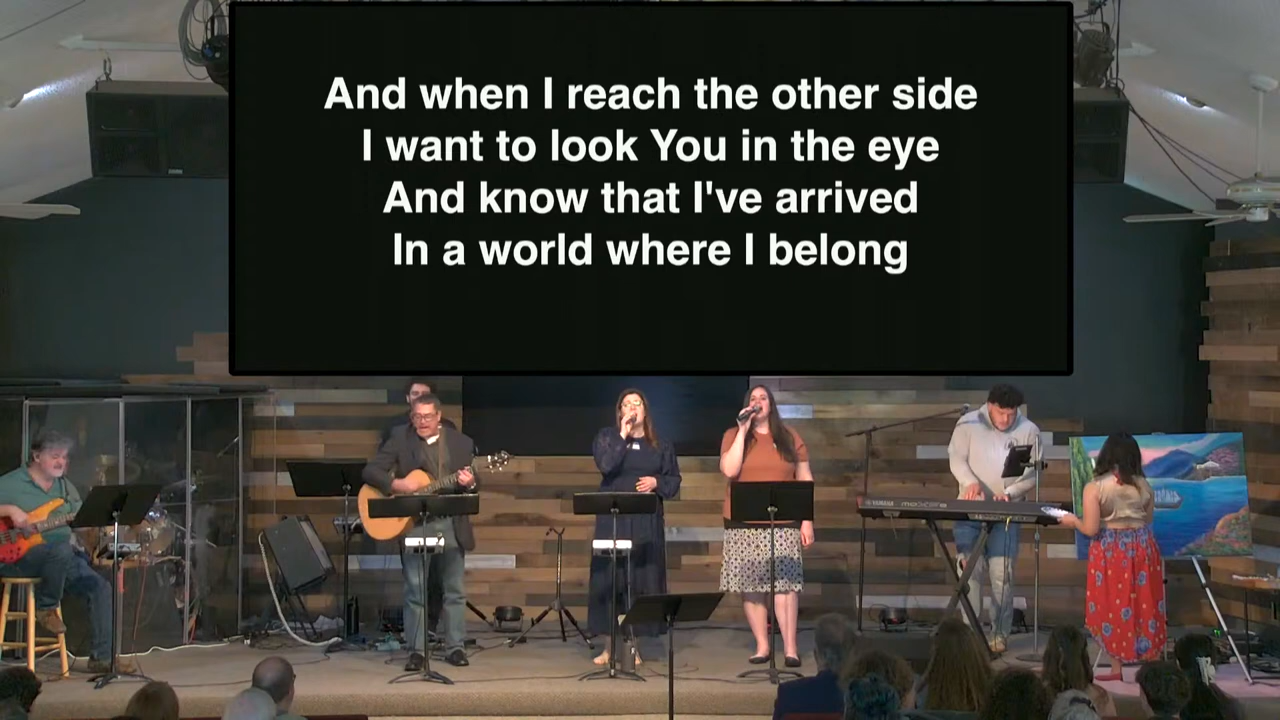 And when I reach the other side
I want to look You in the eye
And know that I've arrived
In a world where I belong
YAMAHA